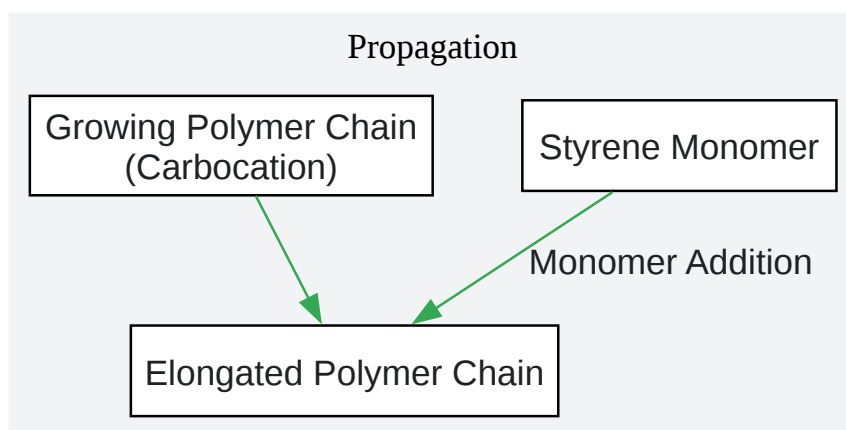 Propagation
Growing Polymer Chain
(Carbocation)
Styrene Monomer
Monomer Addition
Elongated Polymer Chain